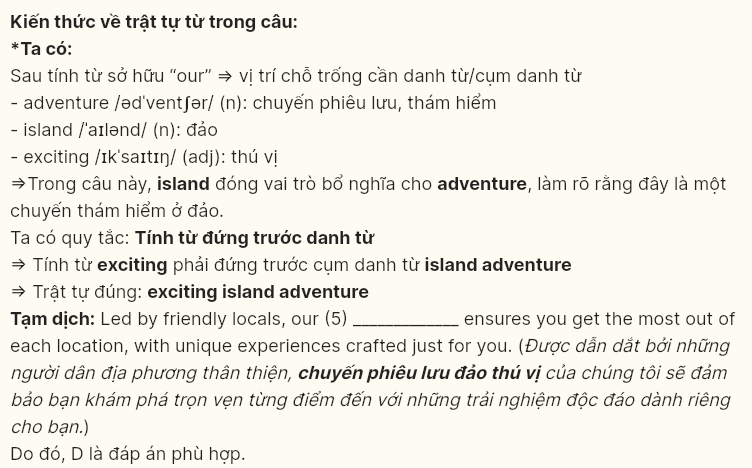 Kiến thức về trật tự từ trong câu:
*Ta có:
Sau tính từ sở hữu “our” ⇒ vị trí chỗ trống cần danh từ/cụm danh từ
- adventure /ədˈventʃər/ (n): chuyến phiêu lưu, thám hiểm
- island /ˈaɪlənd/ (n): đảo
- exciting /ɪkˈsaɪtɪŋ/ (adj): thú vị
⇒Trong câu này, island đóng vai trò bổ nghĩa cho adventure, làm rõ rằng đây là một
chuyến thám hiểm ở đảo.
Ta có quy tắc: Tính từ đứng trước danh từ
⇒ Tính từ exciting phải đứng trước cụm danh từ island adventure
⇒ Trật tự đúng: exciting island adventure
Tạm dịch: Led by friendly locals, our (5) _____________ ensures you get the most out of
each location, with unique experiences crafted just for you. (Được dẫn dắt bởi những
người dân địa phương thân thiện, chuyến phiêu lưu đảo thú vị của chúng tôi sẽ đảm
bảo bạn khám phá trọn vẹn từng điểm đến với những trải nghiệm độc đáo dành riêng
cho bạn.)
Do đó, D là đáp án phù hợp.